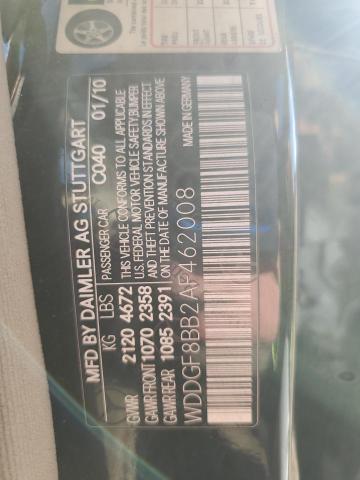 MFD BY DAIMLER AG STUTTGART
PASSENGER CAR C040 01/10
KG LBS
GVWR 2120 4672
GAWR FRONT 1070 2358
GAWR REAR 1085 2391
THIS VEHICLE CONFORMS TO ALL APPLICABLE
U.S. FEDERAL MOTOR VEHICLE SAFETY,BUMPER
AND THEFT PREVENTION STANDARDS IN EFFECT
ON DATE OF MANUFACTURE SHOWN ABOVE
MADE IN GERMANY
WDDGF8BB2AF462008